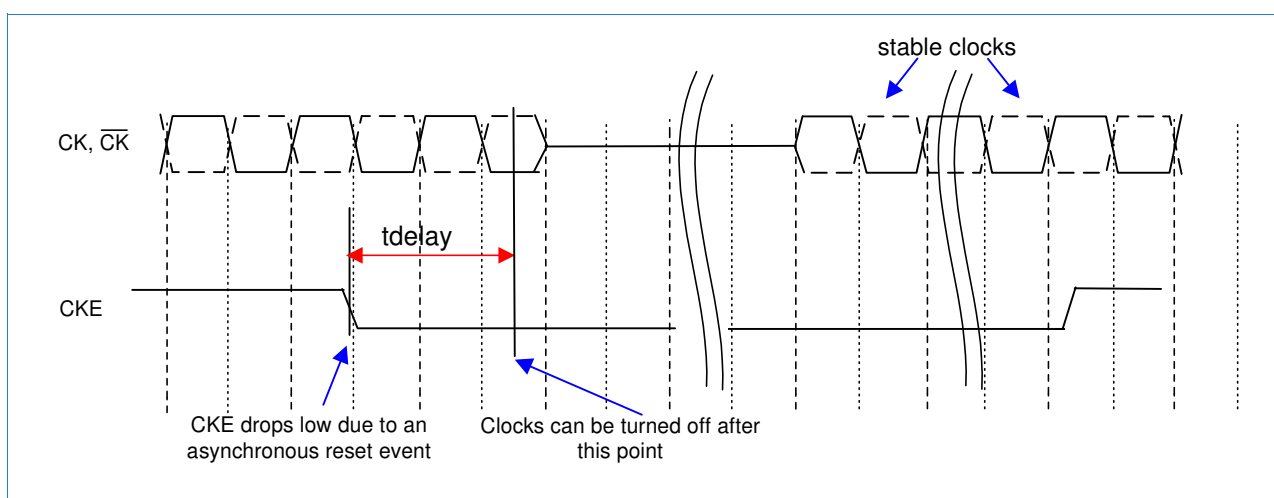 stable clocks
CK, C̅K̅
tdelay
CKE
CKE drops low due to an
asynchronous reset event
Clocks can be turned off after
this point